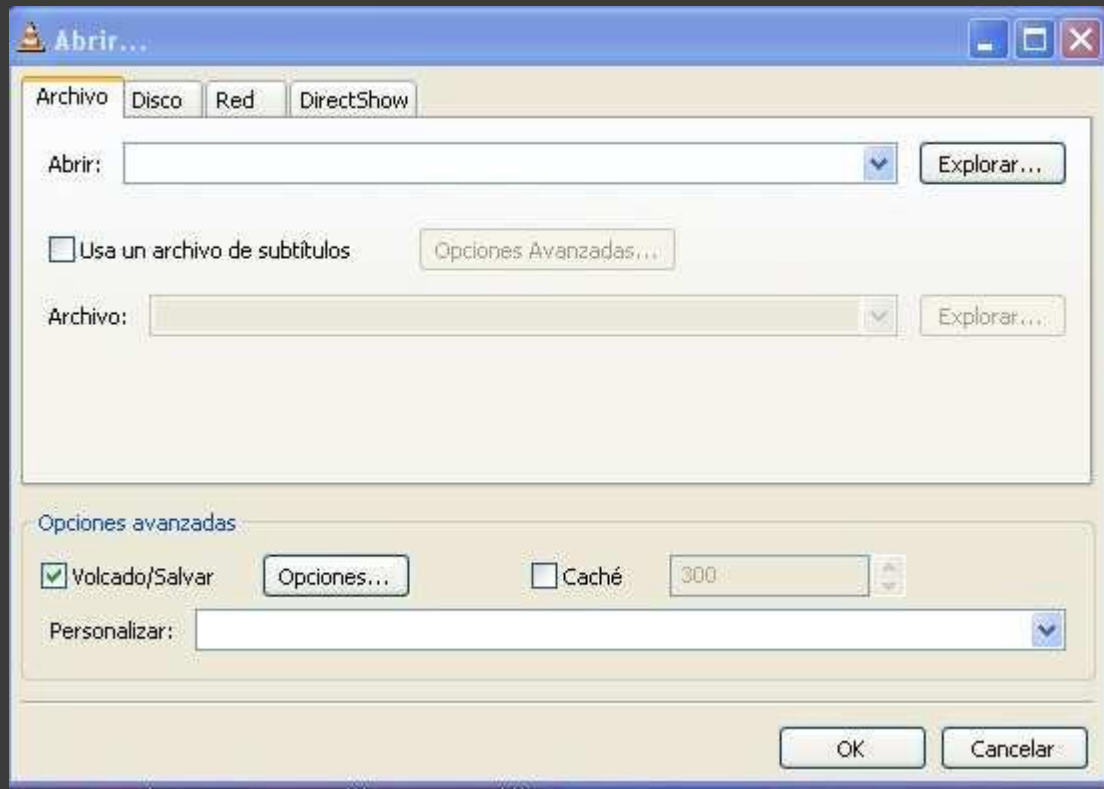 Abrir...
Archivo Disco Red DirectShow
Abrir: Explorar...
Usa un archivo de subtítulos Opciones Avanzadas...
Archivo: Explorar...
Opciones avanzadas
Volcado/Salvar Opciones... Caché 300
Personalizar:
OK Cancelar